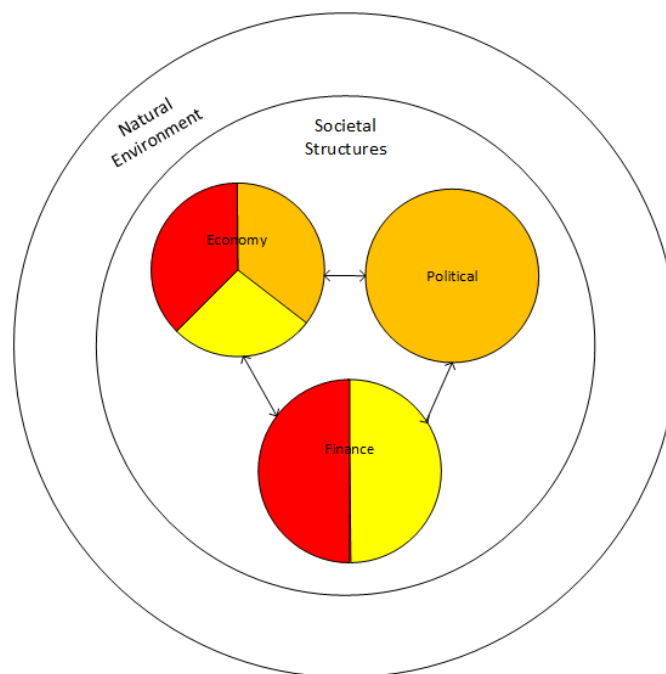 Natural
Environment
Societal
Structures
Economy
Political
Finance